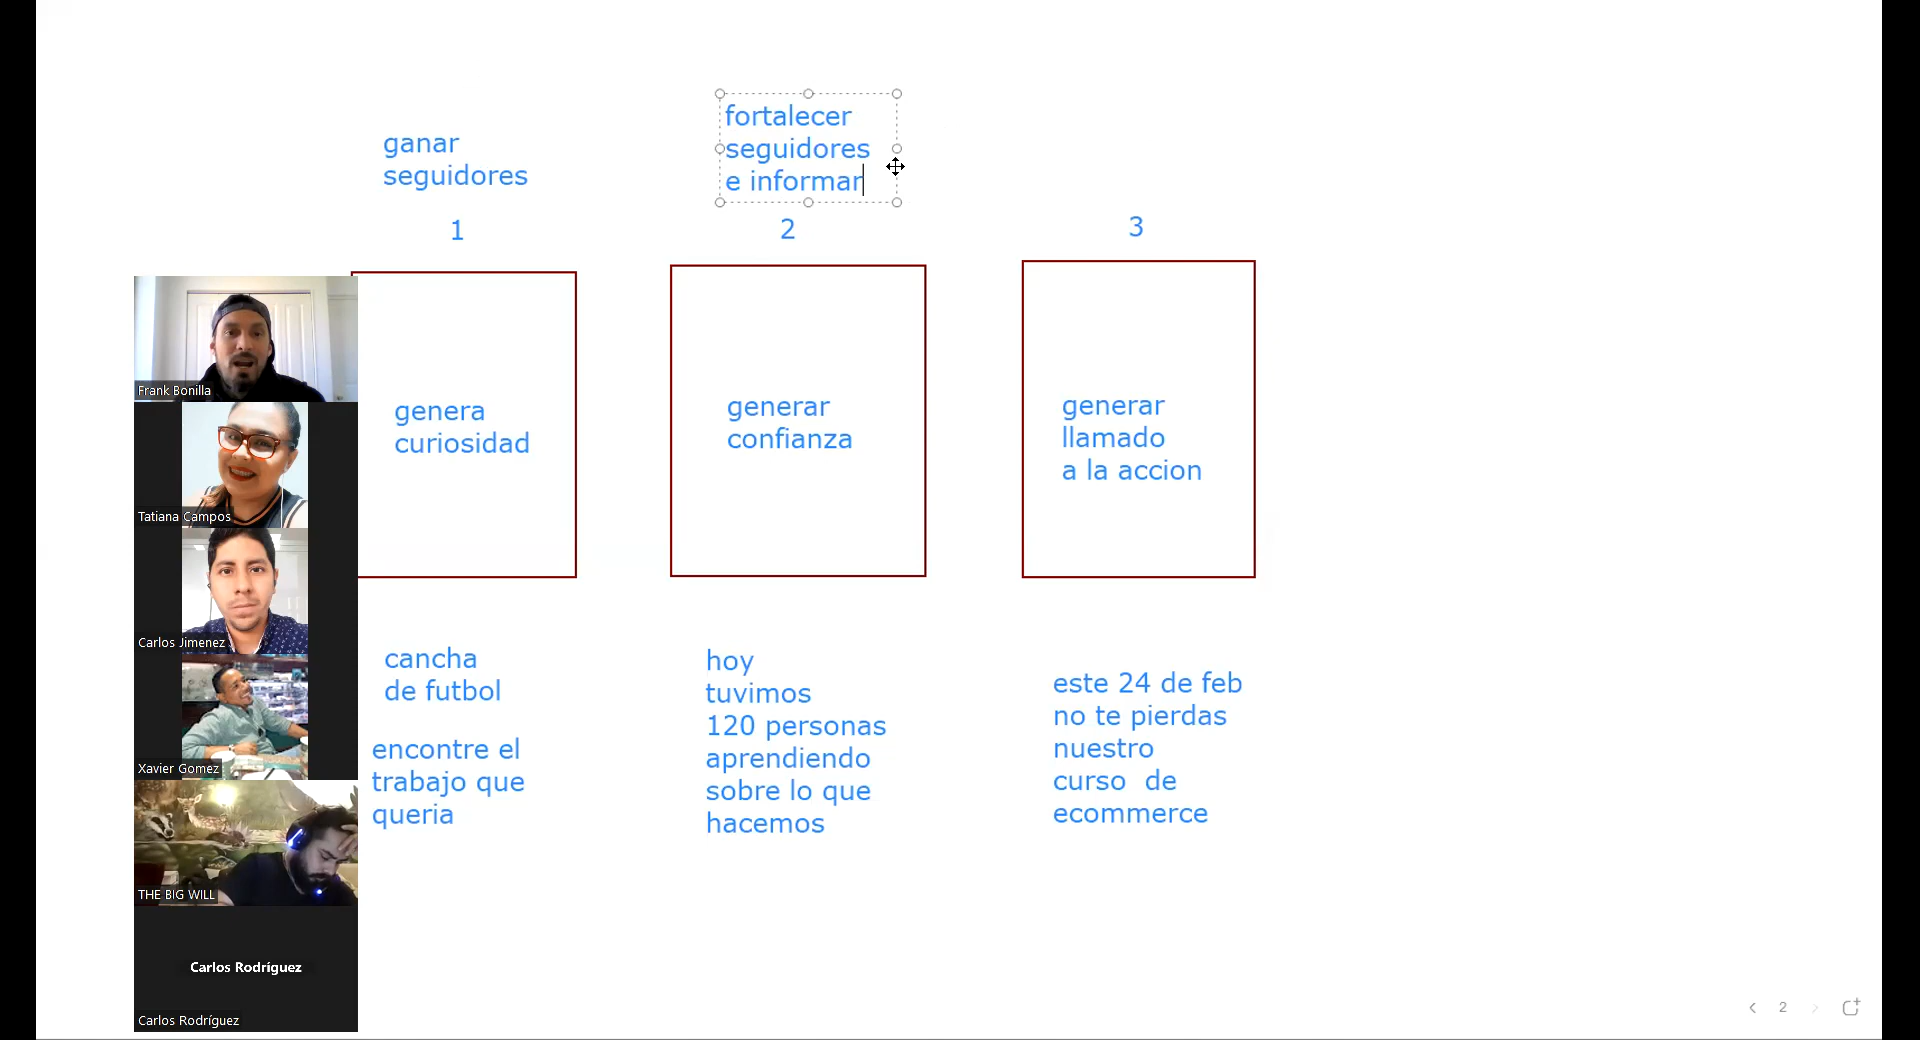 fortalecer
seguidores
e informar
ganar
seguidores
1
2
3
genera
curiosidad
generar
confianza
generar
llamado
a la accion
cancha
de futbol
encontre el
trabajo que
queria
hoy
tuvimos
120 personas
aprendiendo
sobre lo que
hacemos
este 24 de feb
no te pierdas
nuestro
curso  de
ecommerce
Frank Bonilla
Tatiana Campos
Carlos Jimenez
Xavier Gomez
THE BIG WILL
Carlos Rodríguez
Carlos Rodríguez
2